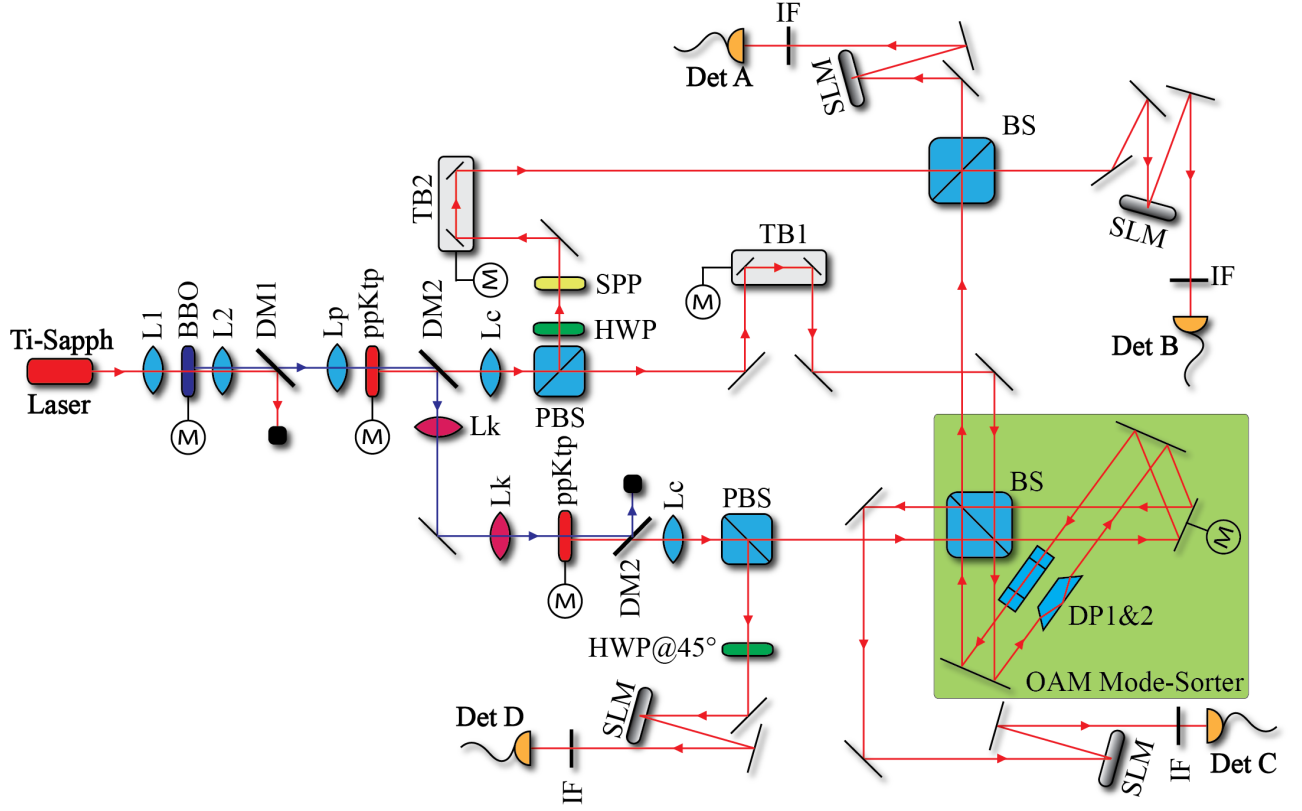 IF
Det A
SLM
BS
TB2
SLM
TB1
M
SPP
M
IF
L1
BBO
L2
DM1
Lp
ppKtp
DM2
Lc
HWP
Ti-Sapph
Laser
Det B
PBS
M
M
Lk
ppKtp
Lk
Lc
PBS
BS
M
M
DM2
DP1&2
HWP@45°
OAM Mode-Sorter
SLM
Det D
IF
SLM
IF
Det C